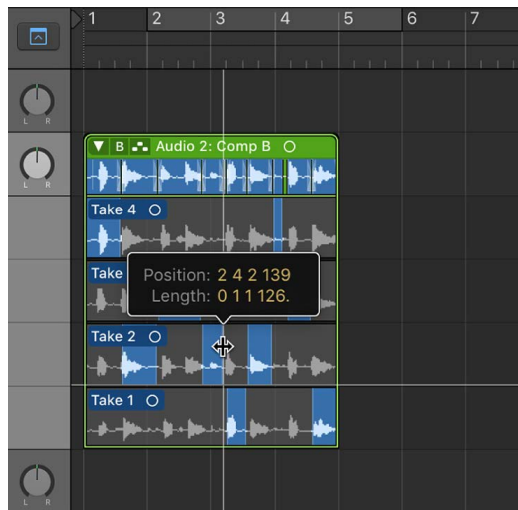 1 2 3 4 5 6 7
L R
B Audio 2: Comp B
L R
Take 4
Take
Position: 2 4 2 139
Length: 0 1 1 126.
Take 2
Take 1
L R